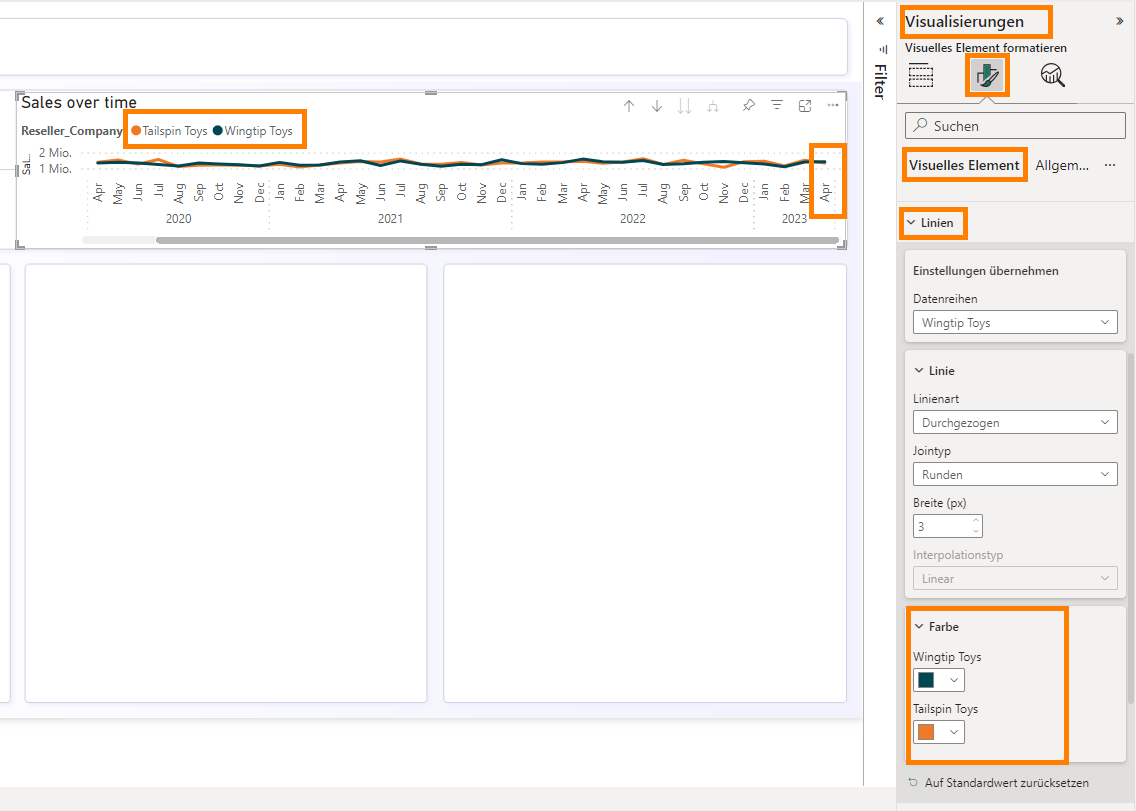 Sales over time
Reseller_Company Tailspin Toys Wingtip Toys
Sal.
2 Mio.
1 Mio.
Apr May Jun Jul Aug Sep Oct Nov Dec Jan Feb Mar Apr May Jun Jul Aug Sep Oct Nov Dec Jan Feb Mar Apr May Jun Jul Aug Sep Oct Nov Dec Jan Feb Mar Apr
2020 2021 2022 2023
Filter
Visualisierungen
Visuelles Element formatieren
Suchen
Visuelles Element Allgem... ...
Linien
Einstellungen übernehmen
Datenreihen
Wingtip Toys
Linie
Linienart
Durchgezogen
Jointyp
Runden
Breite (px)
3
Interpolationstyp
Linear
Farbe
Wingtip Toys
Tailspin Toys
Auf Standardwert zurücksetzen